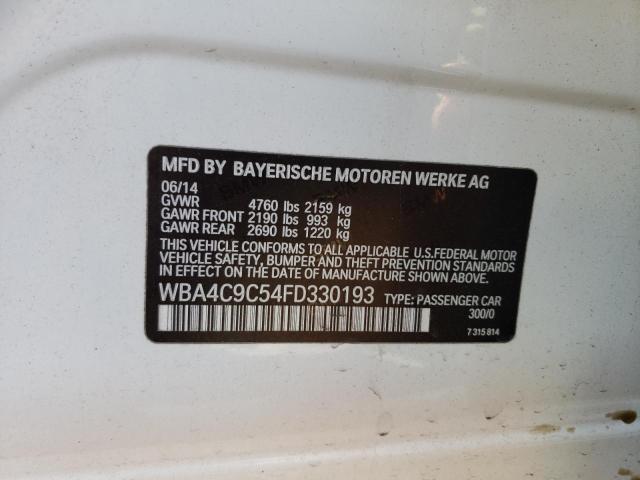 MFD BY BAYERISCHE MOTOREN WERKE AG
06/14
GVWR 4760 lbs 2159 kg
GAWR FRONT 2190 lbs 993 kg
GAWR REAR 2690 lbs 1220 kg
THIS VEHICLE CONFORMS TO ALL APPLICABLE U.S.FEDERAL MOTOR
VEHICLE SAFETY, BUMPER AND THEFT PREVENTION STANDARDS IN
EFFECT ON THE DATE OF MANUFACTURE SHOWN ABOVE.
WBA4C9C54FD330193 TYPE: PASSENGER CAR
300/0
7 315 814